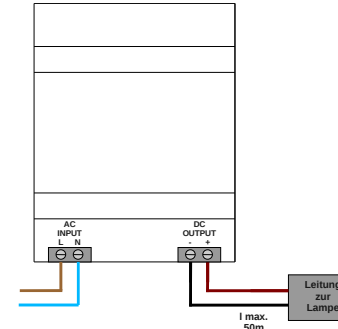 AC
INPUT
L N
DC
OUTPUT
- +
Leitung
zur
Lampe
l max.
50m